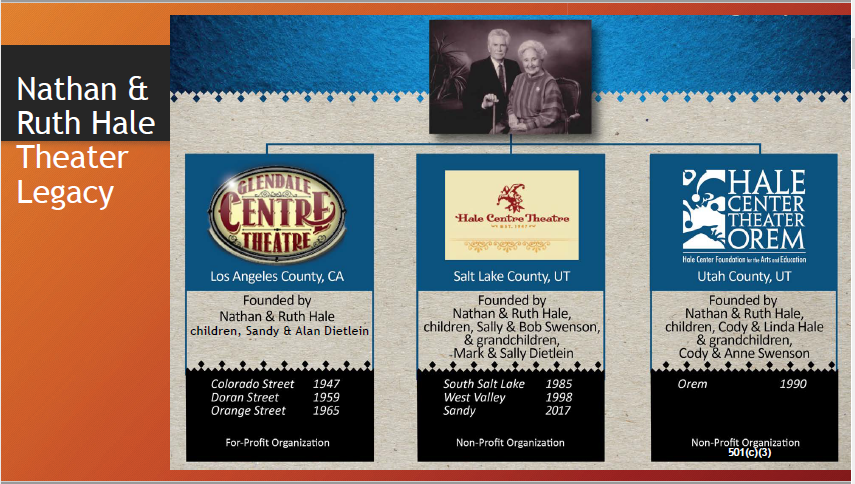 Nathan &
Ruth Hale
Theater
Legacy
GLENDALE
CENTRE
THEATRE
Los Angeles County, CA
Founded by
Nathan & Ruth Hale
children, Sandy & Alan Dietlein
Colorado Street 1947
Doran Street 1959
Orange Street 1965
For-Profit Organization
Hale Centre Theatre
EST. 1947
Salt Lake County, UT
Founded by
Nathan & Ruth Hale,
children, Sally & Bob Swenson,
& grandchildren,
Mark & Sally Dietlein
South Salt Lake 1985
West Valley 1998
Sandy 2017
Non-Profit Organization
HALE
CENTER
THEATER
OREM
Hale Center Foundation for the Arts and Education
Utah County, UT
Founded by
Nathan & Ruth Hale,
children, Cody & Linda Hale
& grandchildren,
Cody & Anne Swenson
Orem 1990
Non-Profit Organization
501(c)(3)